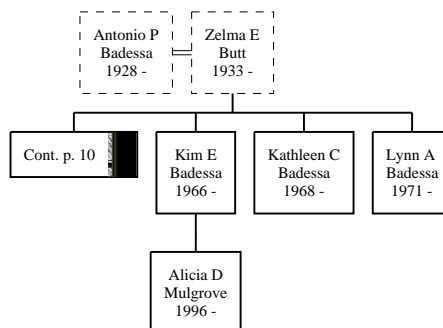 Antonio P
Badessa
1928 -
Zelma E
Butt
1933 -
Cont. p. 10
Kim E
Badessa
1966 -
Kathleen C
Badessa
1968 -
Lynn A
Badessa
1971 -
Alicia D
Mulgrove
1996 -